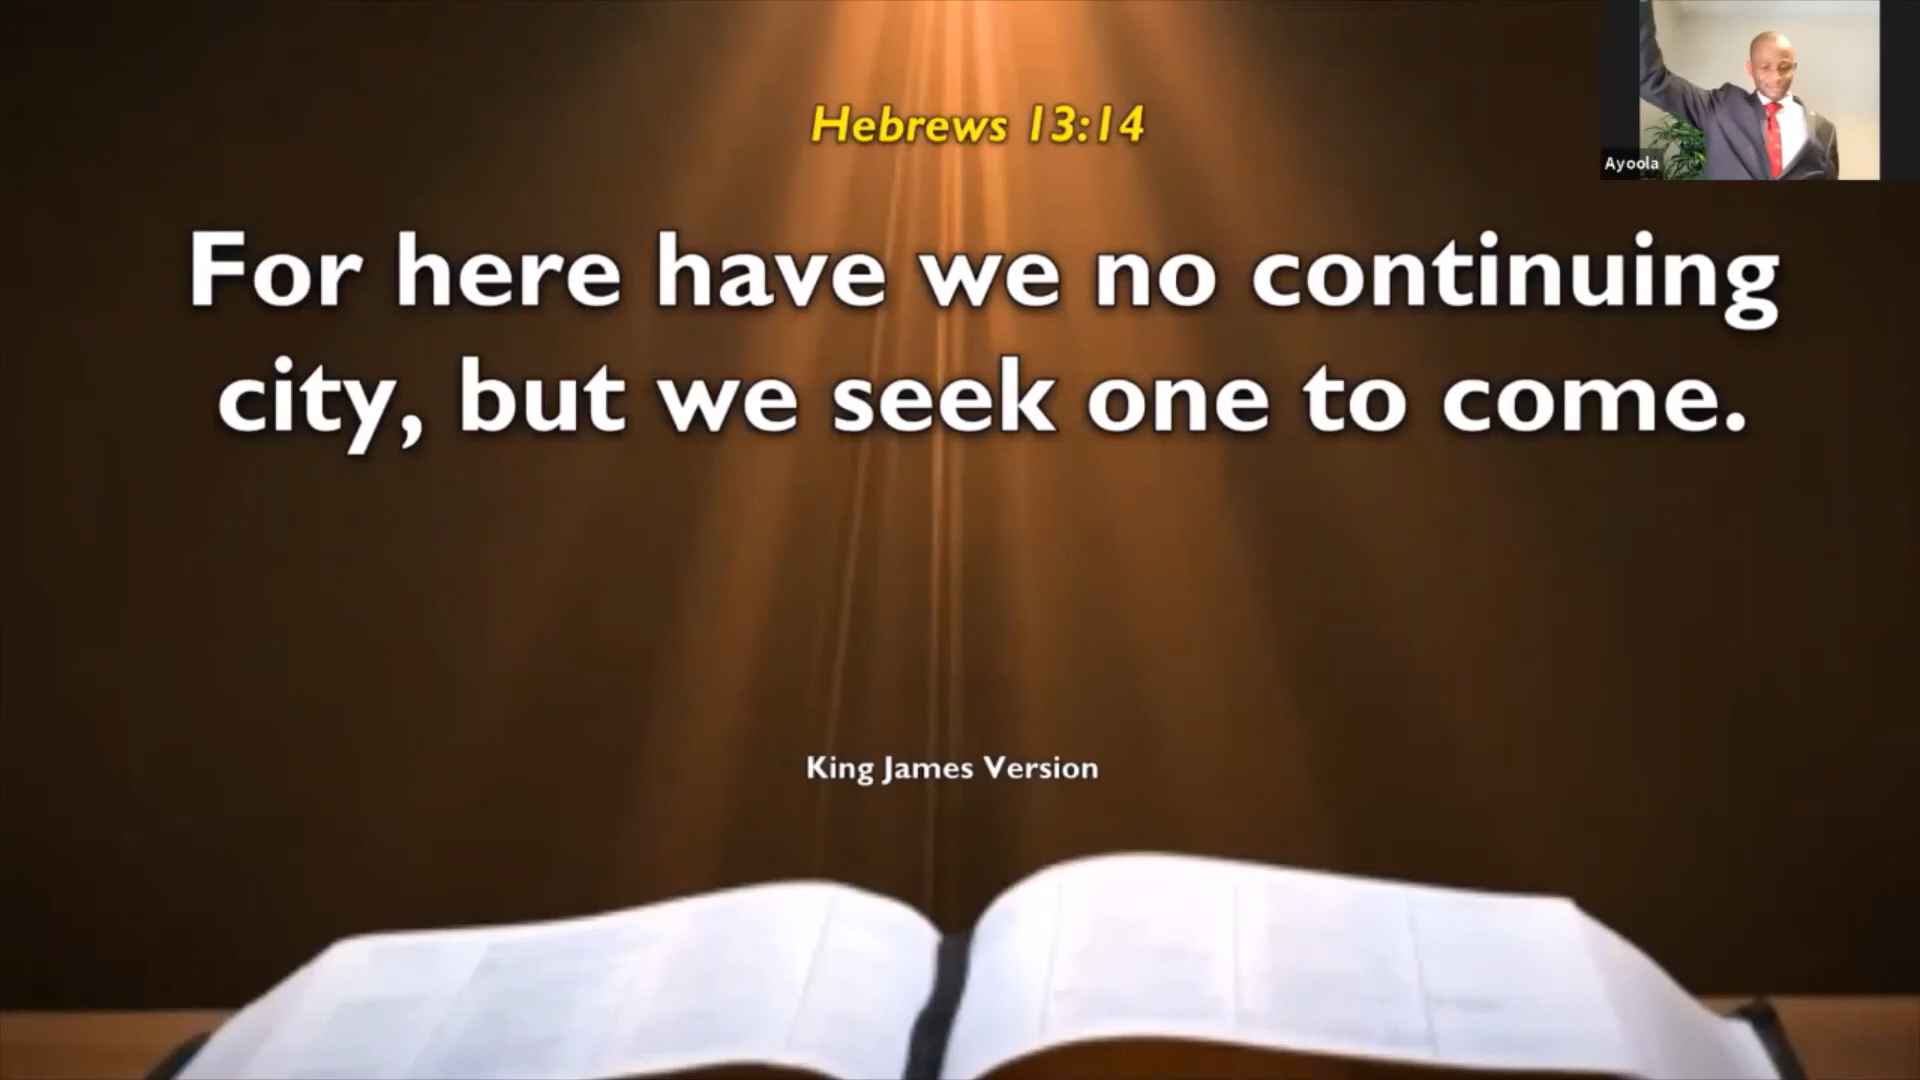 Hebrews 13:14
Ayoola
For here have we no continuing
city, but we seek one to come.
King James Version